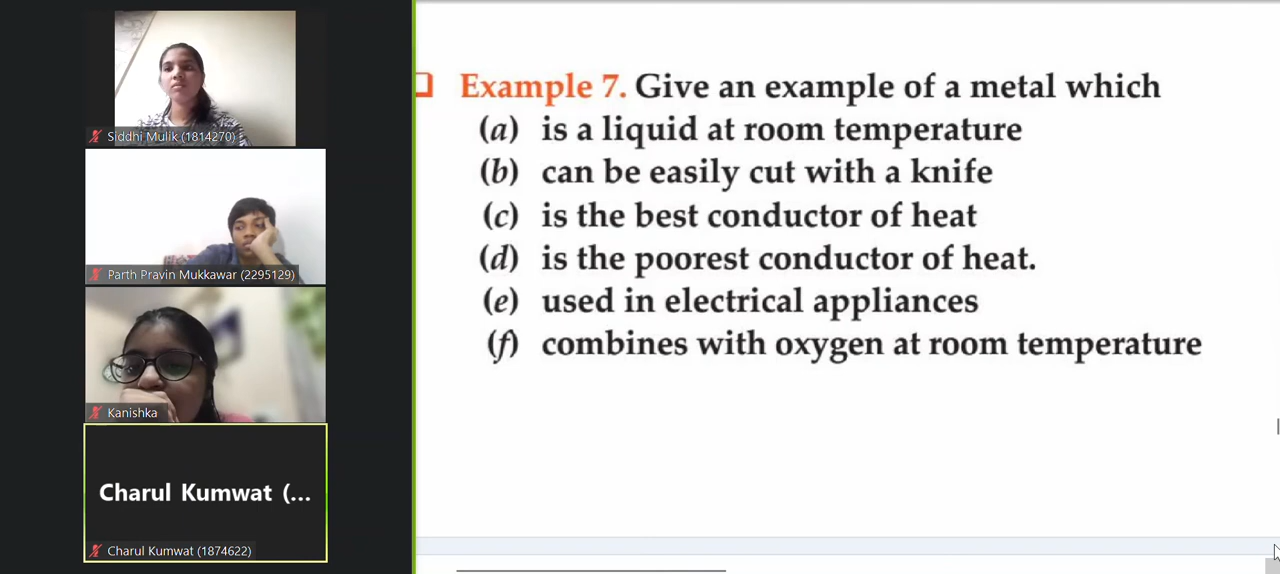 Siddhi Mulik (1814270)
Parth Pravin Mukkawar (2295129)
Kanishka
Charul Kumwat (...
Charul Kumwat (1874622)
Example 7. Give an example of a metal which
(a) is a liquid at room temperature
(b) can be easily cut with a knife
(c) is the best conductor of heat
(d) is the poorest conductor of heat.
(e) used in electrical appliances
(f) combines with oxygen at room temperature